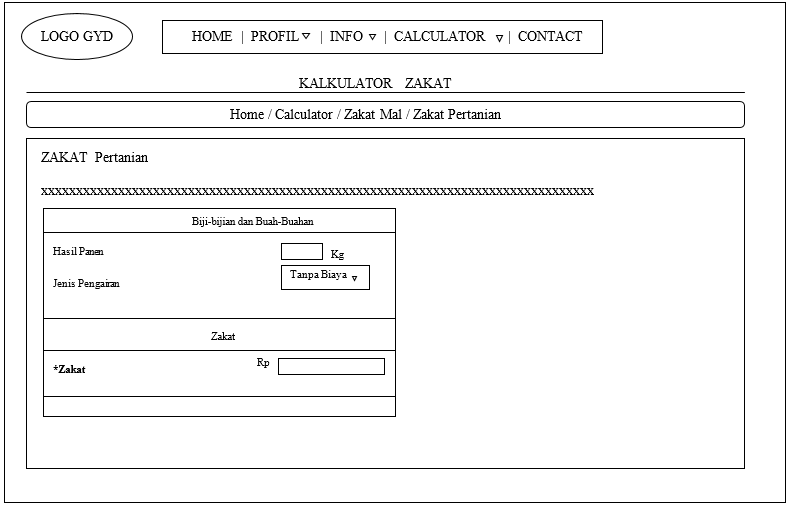 LOGO GYD
HOME | PROFIL ▿ | INFO ▿ | CALCULATOR ▿ | CONTACT
KALKULATOR ZAKAT
Home / Calculator / Zakat Mal / Zakat Pertanian
ZAKAT Pertanian
xxxxxxxxxxxxxxxxxxxxxxxxxxxxxxxxxxxxxxxxxxxxxxxxxxxxxxxxxxxxxxxxxxxxxxxxxxxxxxx
Biji-bijian dan Buah-Buahan
Hasil Panen Kg
Jenis Pengairan Tanpa Biaya ▿
Zakat
*Zakat Rp